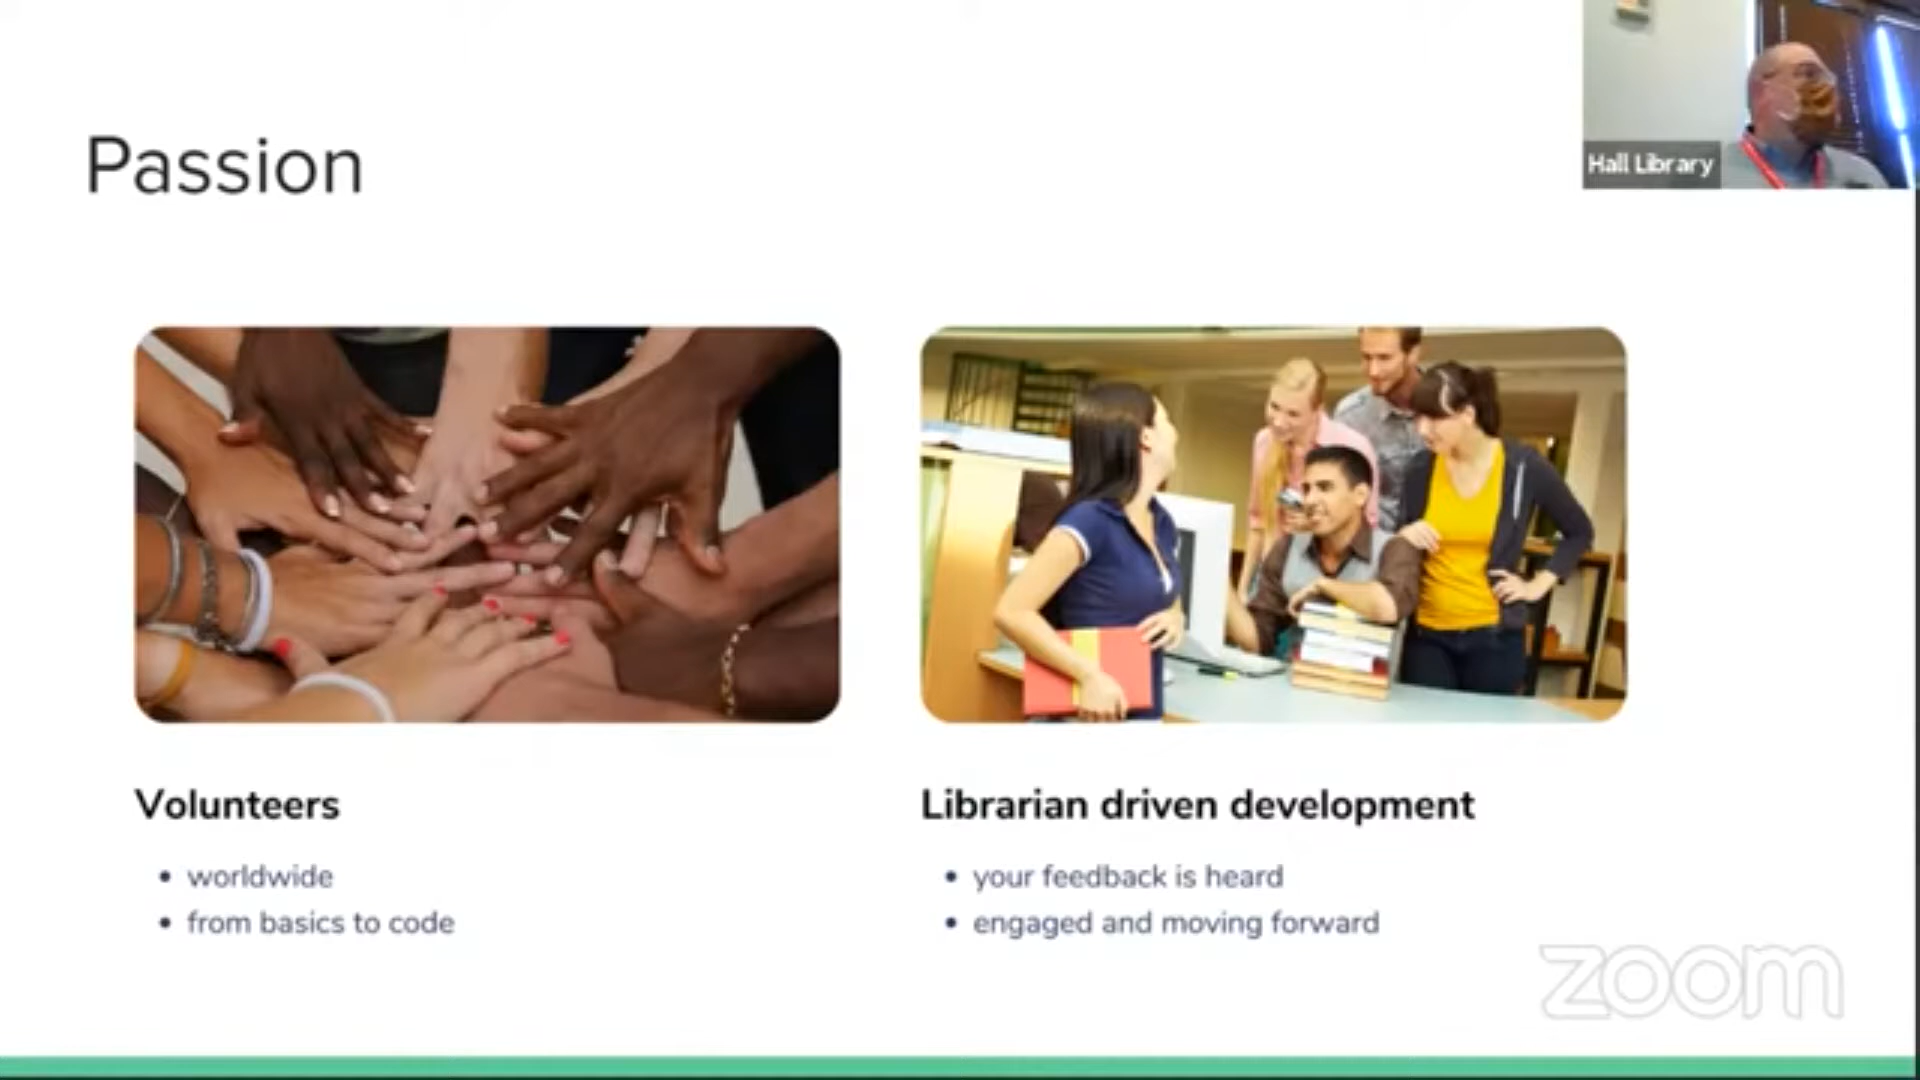 Passion
Hall Library
Volunteers
worldwide
from basics to code
Librarian driven development
your feedback is heard
engaged and moving forward
zoom